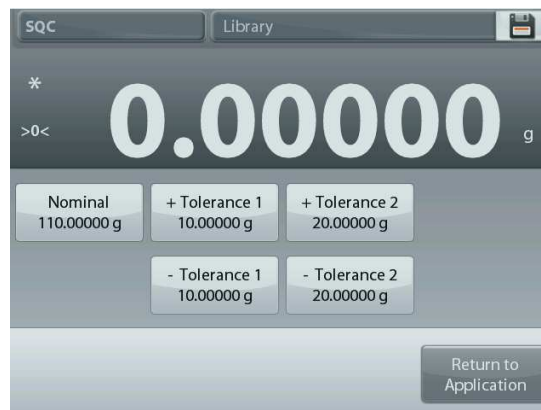 SQC
Library
*
>0<
0.00000 g
Nominal
110.00000 g
+ Tolerance 1
10.00000 g
+ Tolerance 2
20.00000 g
- Tolerance 1
10.00000 g
- Tolerance 2
20.00000 g
Return to
Application